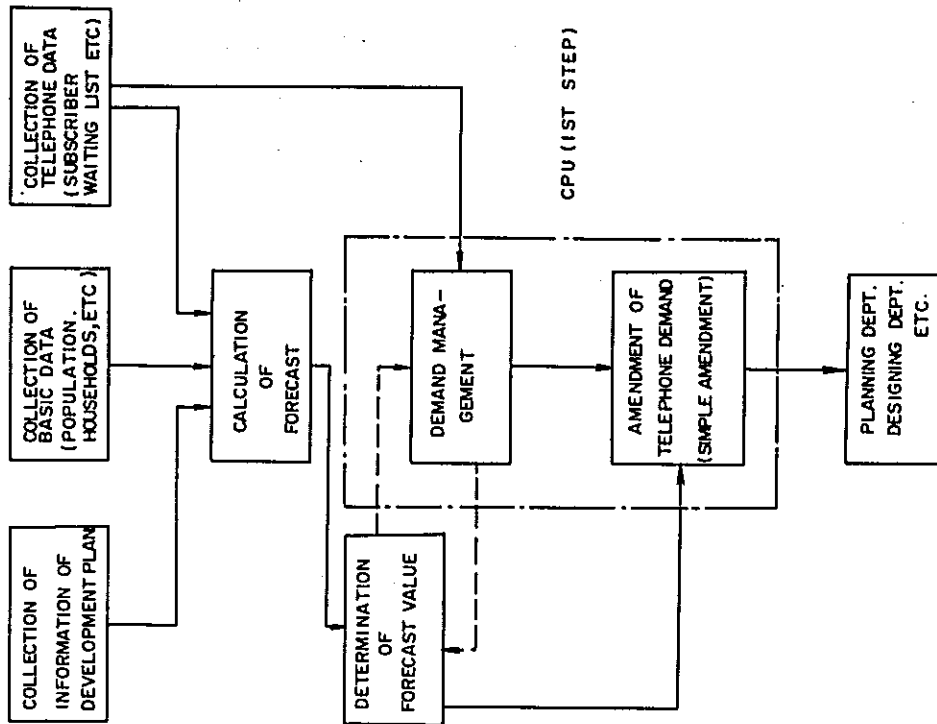 COLLECTION OF
INFORMATION OF
DEVELOPMENT PLAN
COLLECTION OF
BASIC DATA
(POPULATION.
HOUSEHOLDS, ETC)
COLLECTION OF
TELEPHONE DATA
(SUBSCRIBER
WAITING LIST ETC)
CALCULATION
OF
FORECAST
DETERMINATION
OF
FORECAST VALUE
DEMAND MANA-
GEMENT
CPU (1ST STEP)
AMENDMENT OF
TELEPHONE DEMAND
(SIMPLE AMENDMENT)
PLANNING DEPT.
DESIGNING DEPT.
ETC.